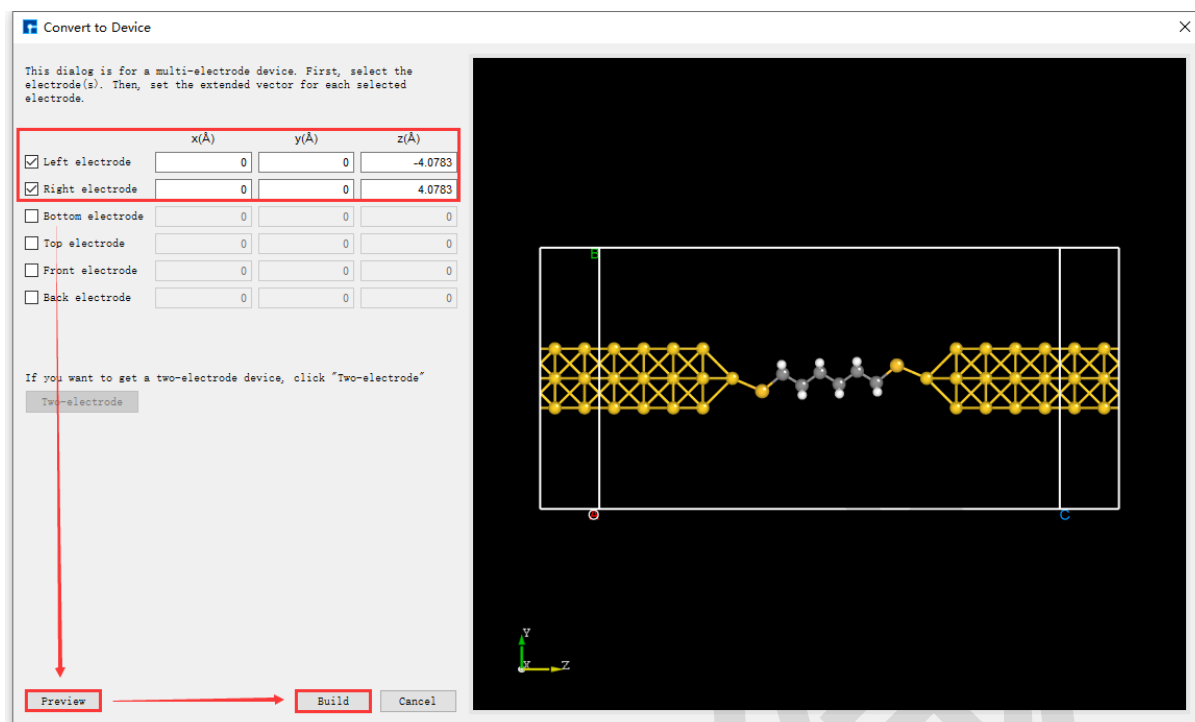 Convert to Device
This dialog is for a multi-electrode device. First, select the
electrode(s). Then, set the extended vector for each selected
electrode.
x(Å) y(Å) z(Å)
Left electrode 0 0 -4.0783
Right electrode 0 0 4.0783
Bottom electrode 0 0 0
Top electrode 0 0 0
Front electrode 0 0 0
Back electrode 0 0 0
If you want to get a two-electrode device, click "Two-electrode"
Two-electrode
Preview Build Cancel
B
O C
Y
X Z